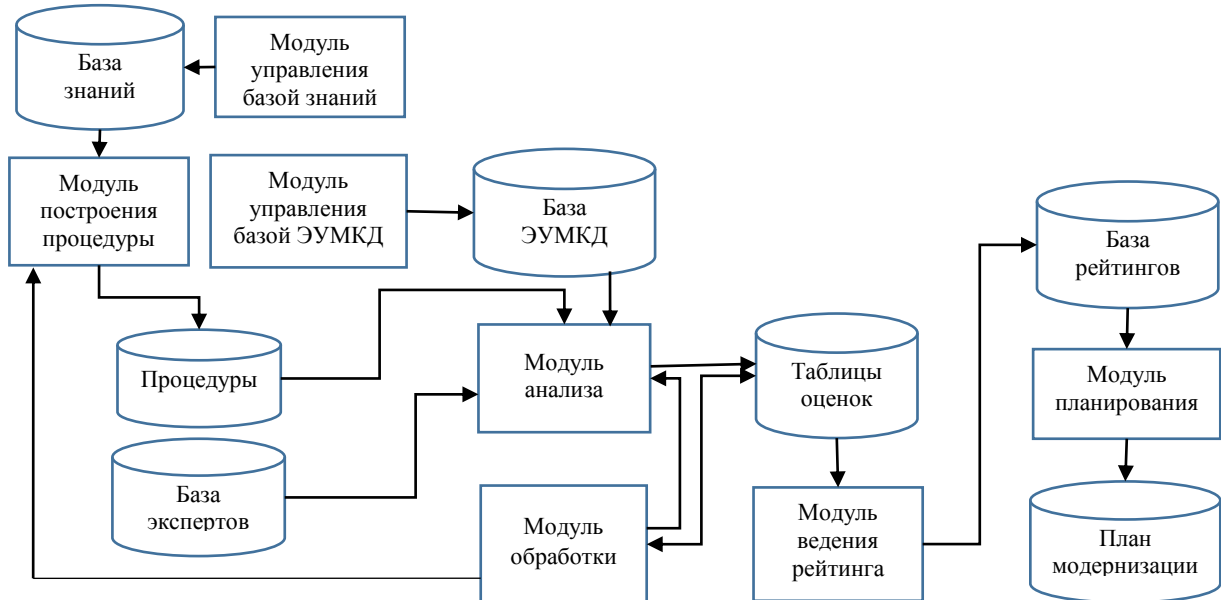 База
знаний
Модуль
управления
базой знаний
Модуль
построения
процедуры
Модуль
управления
базой ЭУМКД
База
ЭУМКД
База
рейтингов
Процедуры
Модуль
анализа
Таблицы
оценок
Модуль
планирования
База
экспертов
Модуль
обработки
Модуль
ведения
рейтинга
План
модернизации